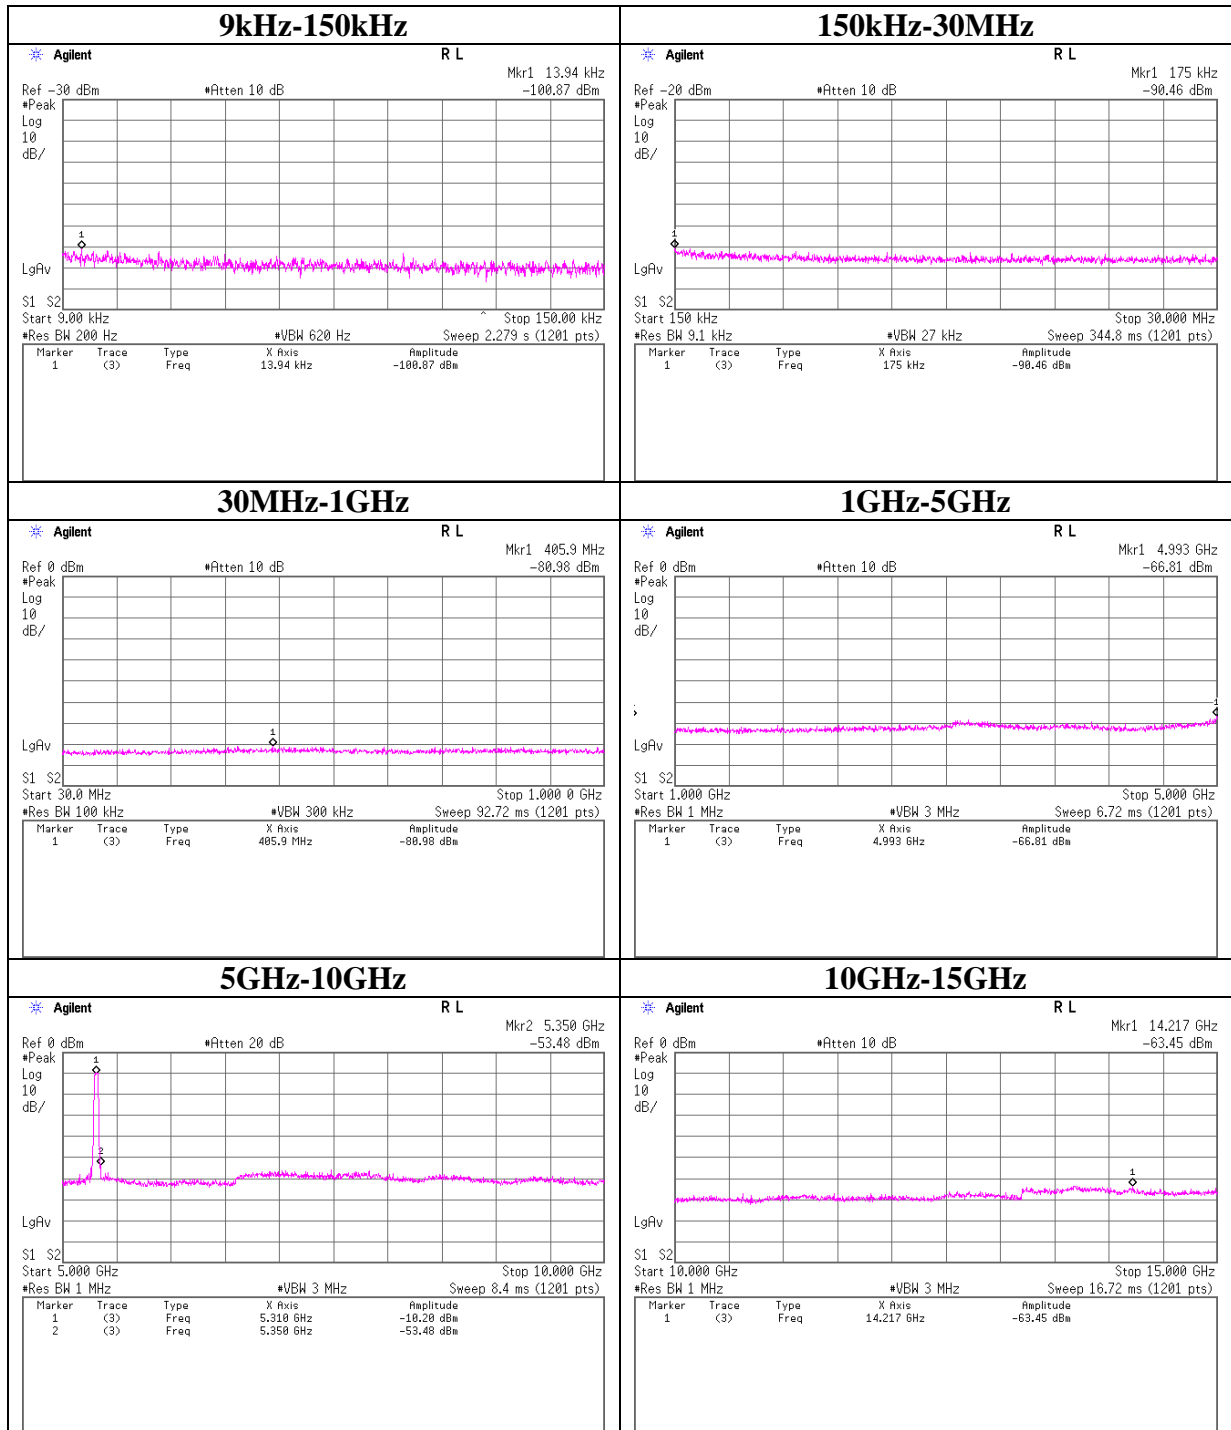 9kHz-150kHz
Agilent R L
Mkr1 13.94 kHz
Ref -30 dBm #Atten 10 dB -100.87 dBm
#Peak
Log
10
dB/
1
LgAv
S1 S2
Start 9.00 kHz ^ Stop 150.00 kHz
#Res BW 200 Hz #VBW 620 Hz Sweep 2.279 s (1201 pts)
Marker Trace Type X Axis Amplitude
1 (3) Freq 13.94 kHz -100.87 dBm
150kHz-30MHz
Agilent R L
Mkr1 175 kHz
Ref -20 dBm #Atten 10 dB -90.46 dBm
#Peak
Log
10
dB/
1
LgAv
S1 S2
Start 150 kHz Stop 30.000 MHz
#Res BW 9.1 kHz #VBW 27 kHz Sweep 344.8 ms (1201 pts)
Marker Trace Type X Axis Amplitude
1 (3) Freq 175 kHz -90.46 dBm
30MHz-1GHz
Agilent R L
Mkr1 405.9 MHz
Ref 0 dBm #Atten 10 dB -80.98 dBm
#Peak
Log
10
dB/
1
LgAv
S1 S2
Start 30.0 MHz Stop 1.000 0 GHz
#Res BW 100 kHz #VBW 300 kHz Sweep 92.72 ms (1201 pts)
Marker Trace Type X Axis Amplitude
1 (3) Freq 405.9 MHz -80.98 dBm
1GHz-5GHz
Agilent R L
Mkr1 4.993 GHz
Ref 0 dBm #Atten 10 dB -66.81 dBm
#Peak
Log
10
dB/
1
LgAv
S1 S2
Start 1.000 GHz Stop 5.000 GHz
#Res BW 1 MHz #VBW 3 MHz Sweep 6.72 ms (1201 pts)
Marker Trace Type X Axis Amplitude
1 (3) Freq 4.993 GHz -66.81 dBm
5GHz-10GHz
Agilent R L
Mkr2 5.350 GHz
Ref 0 dBm #Atten 20 dB -53.48 dBm
#Peak
Log
10
dB/
1
2
LgAv
S1 S2
Start 5.000 GHz Stop 10.000 GHz
#Res BW 1 MHz #VBW 3 MHz Sweep 8.4 ms (1201 pts)
Marker Trace Type X Axis Amplitude
1 (3) Freq 5.310 GHz -10.20 dBm
2 (3) Freq 5.350 GHz -53.48 dBm
10GHz-15GHz
Agilent R L
Mkr1 14.217 GHz
Ref 0 dBm #Atten 10 dB -63.45 dBm
#Peak
Log
10
dB/
1
LgAv
S1 S2
Start 10.000 GHz Stop 15.000 GHz
#Res BW 1 MHz #VBW 3 MHz Sweep 16.72 ms (1201 pts)
Marker Trace Type X Axis Amplitude
1 (3) Freq 14.217 GHz -63.45 dBm